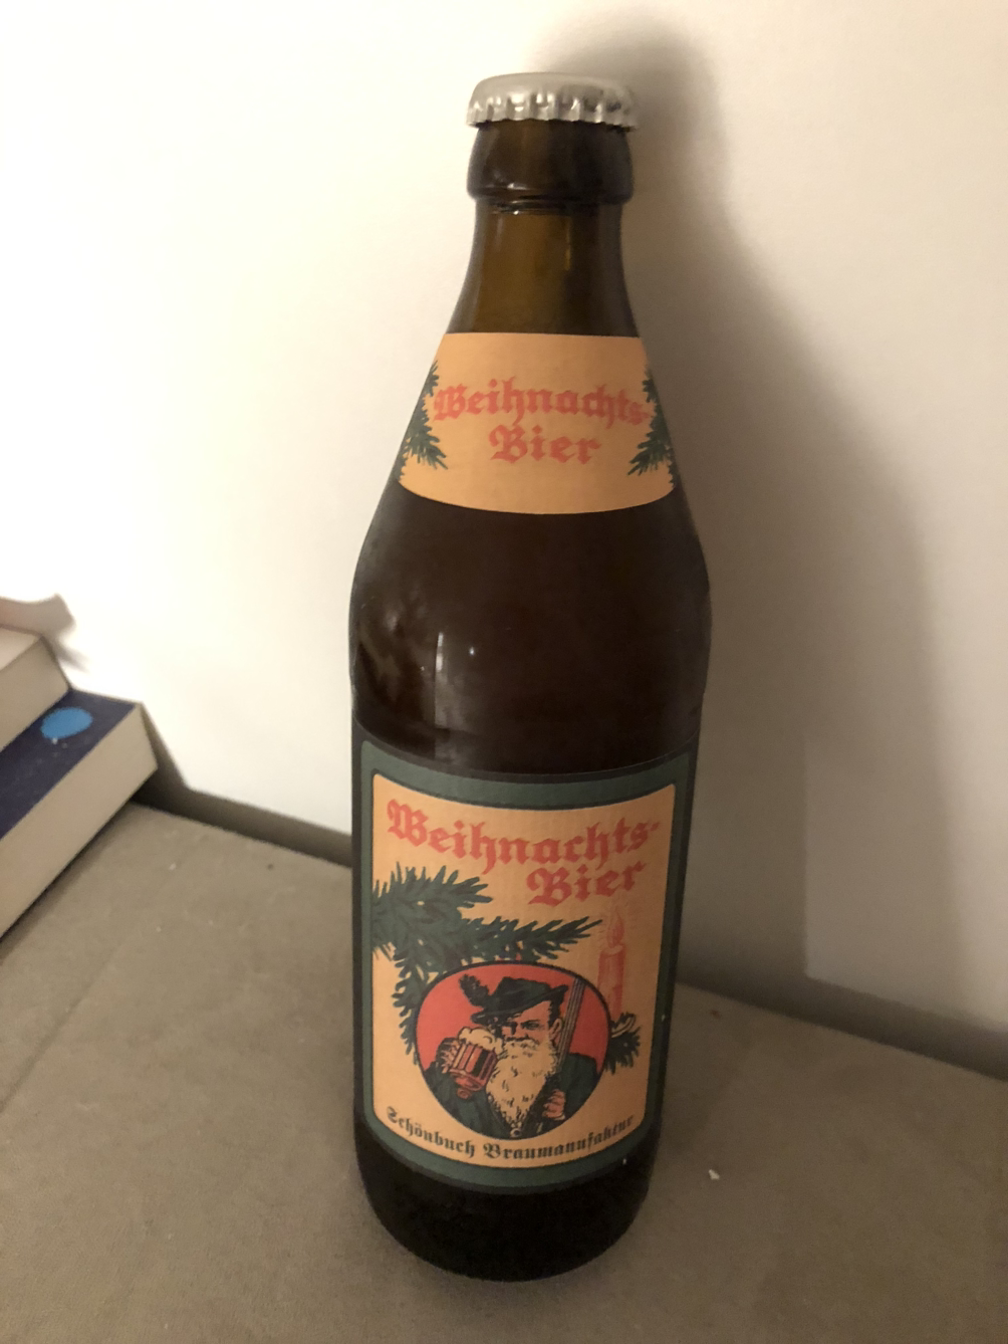 Weihnachts-
Bier
Weihnachts-
Bier
Schönbuch Braumanufaktur